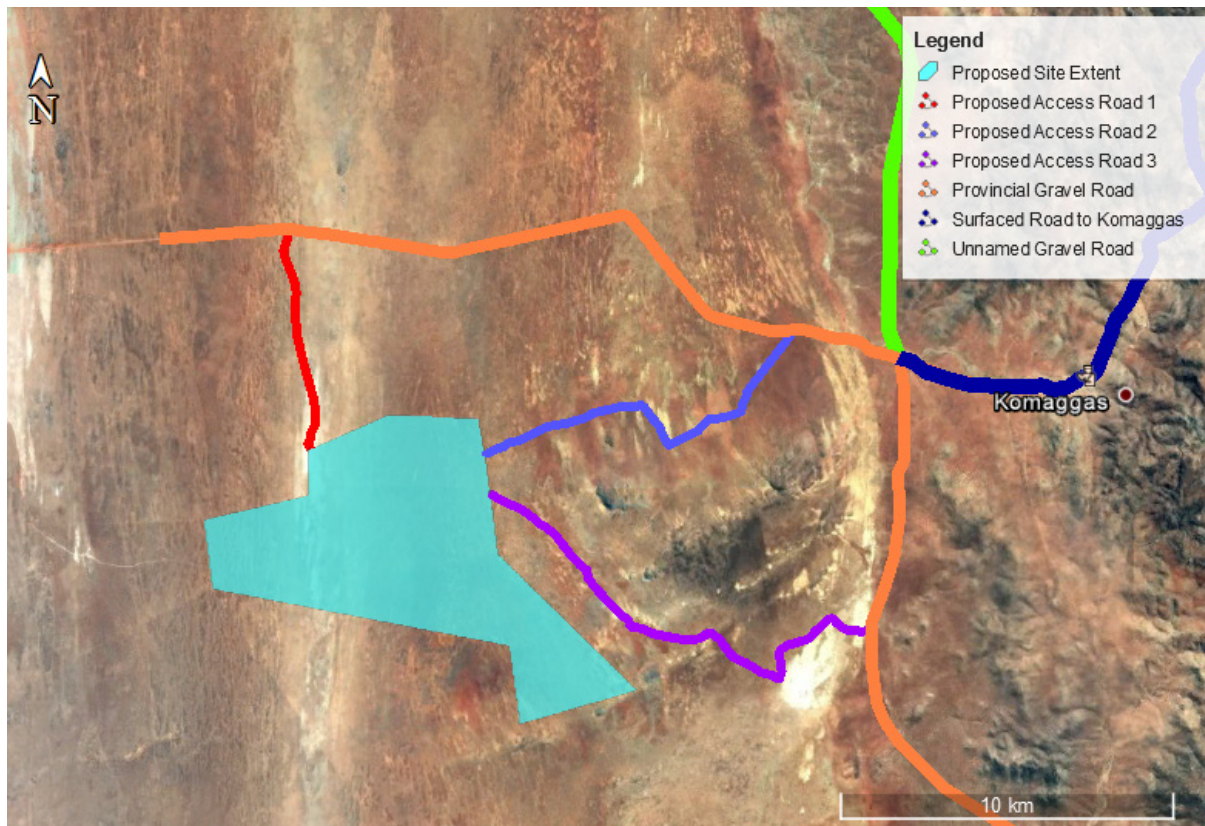 N
Legend
Proposed Site Extent
Proposed Access Road 1
Proposed Access Road 2
Proposed Access Road 3
Provincial Gravel Road
Surfaced Road to Komaggas
Unnamed Gravel Road
Komaggas
10 km